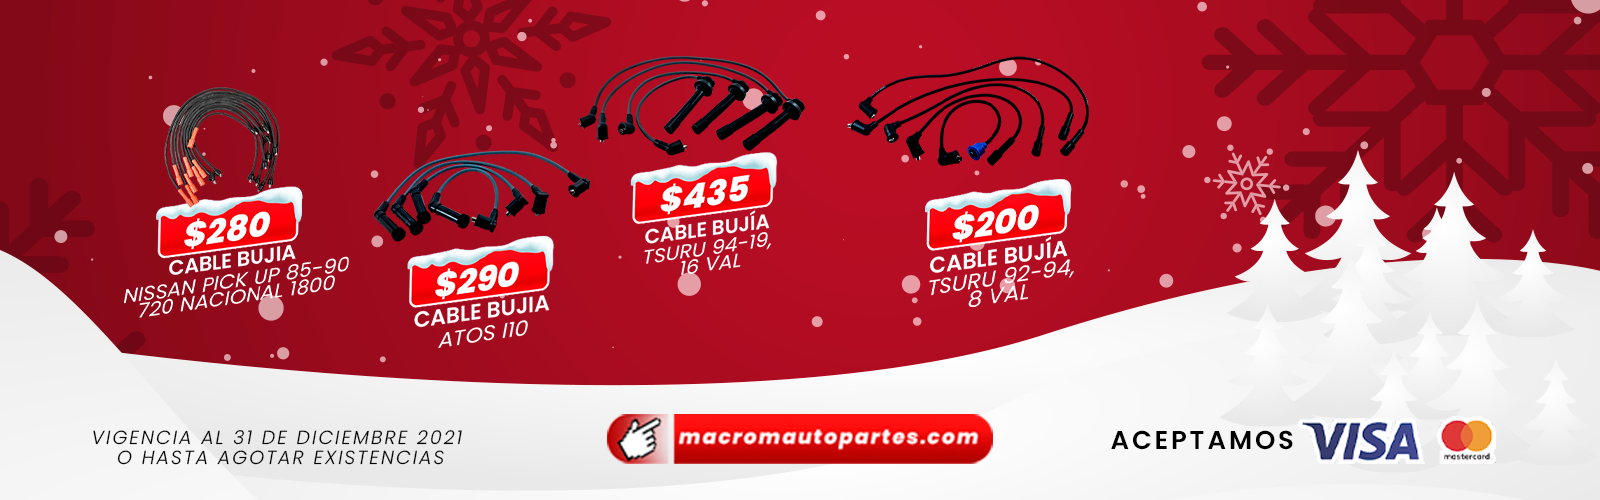 $280
CABLE BUJIA
NISSAN PICK UP 85-90
720 NACIONAL 1800
$290
CABLE BUJIA
ATOS I10
$435
CABLE BUJÍA
TSURU 94-19,
16 VAL
$200
CABLE BUJÍA
TSURU 92-94,
8 VAL
VIGENCIA AL 31 DE DICIEMBRE 2021
O HASTA AGOTAR EXISTENCIAS
macromautopartes.com
ACEPTAMOS VISA mastercard